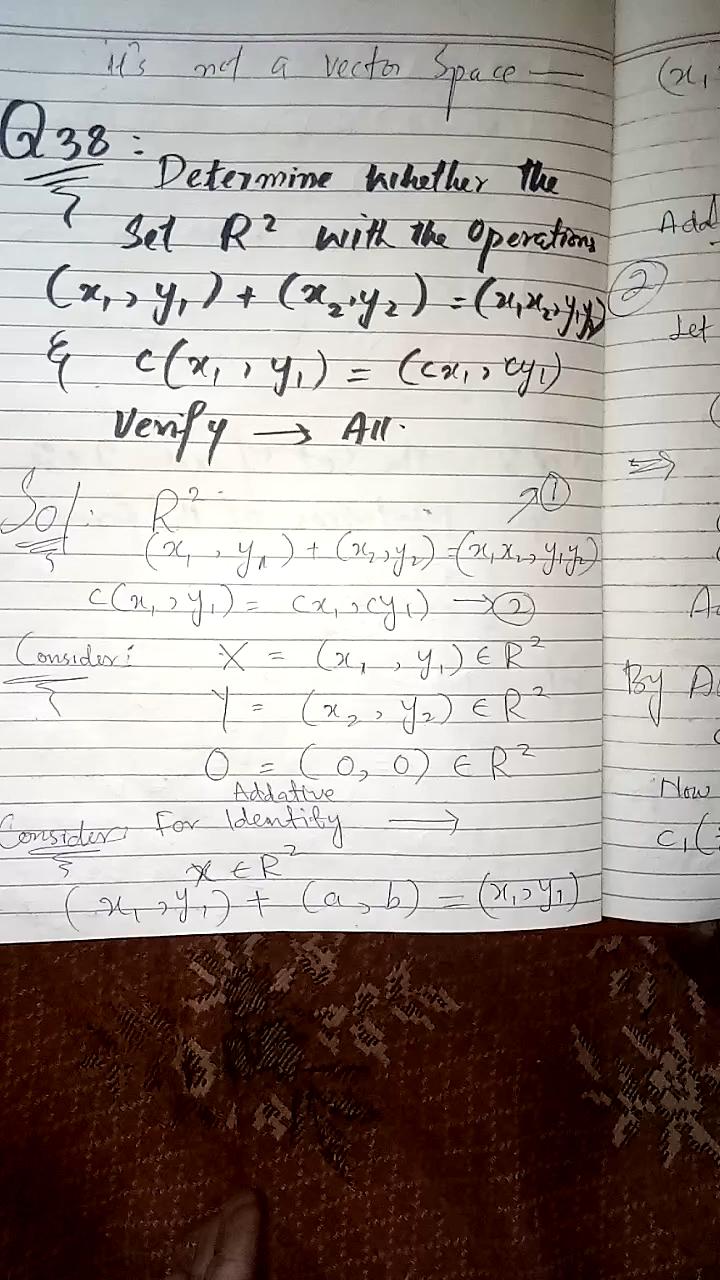 it's not a vector Space —
Q38: Determine whether the
Set R² with the Operations
(x₁, y₁) + (x₂, y₂) = (x₁x₂, y₁y₂)
& c(x₁, y₁) = (cx₁, cy₁)
Verify → All.
Sol: R² → ①
(x₁, y₁) + (x₂, y₂) = (x₁x₂, y₁y₂)
c(x₁, y₁) = cx₁, cy₁) → ②
Consider: X = (x₁, y₁) ∈ R²
Y = (x₂, y₂) ∈ R²
O = (0, 0) ∈ R²
Addative
Consider: For Identity →
X ∈ R²
(x₁, y₁) + (a, b) = (x₁, y₁)
(x₁
Add
②
Let
⇒
By
Now
c₁(